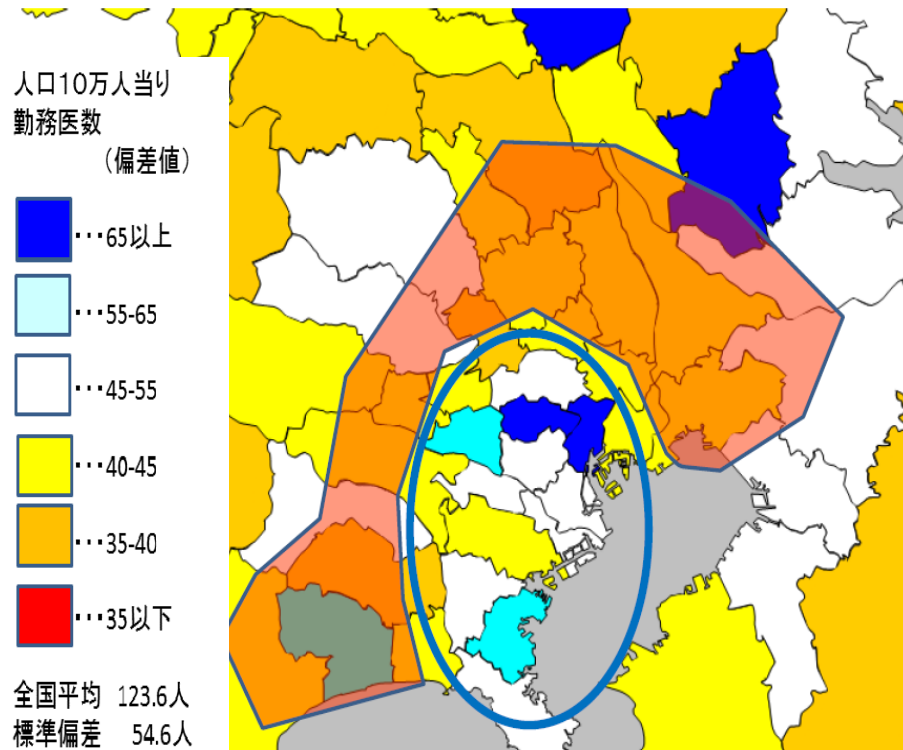 人口10万人当り
勤務医数
(偏差値)
…65以上
…55-65
…45-55
…40-45
…35-40
…35以下
全国平均 123.6人
標準偏差 54.6人